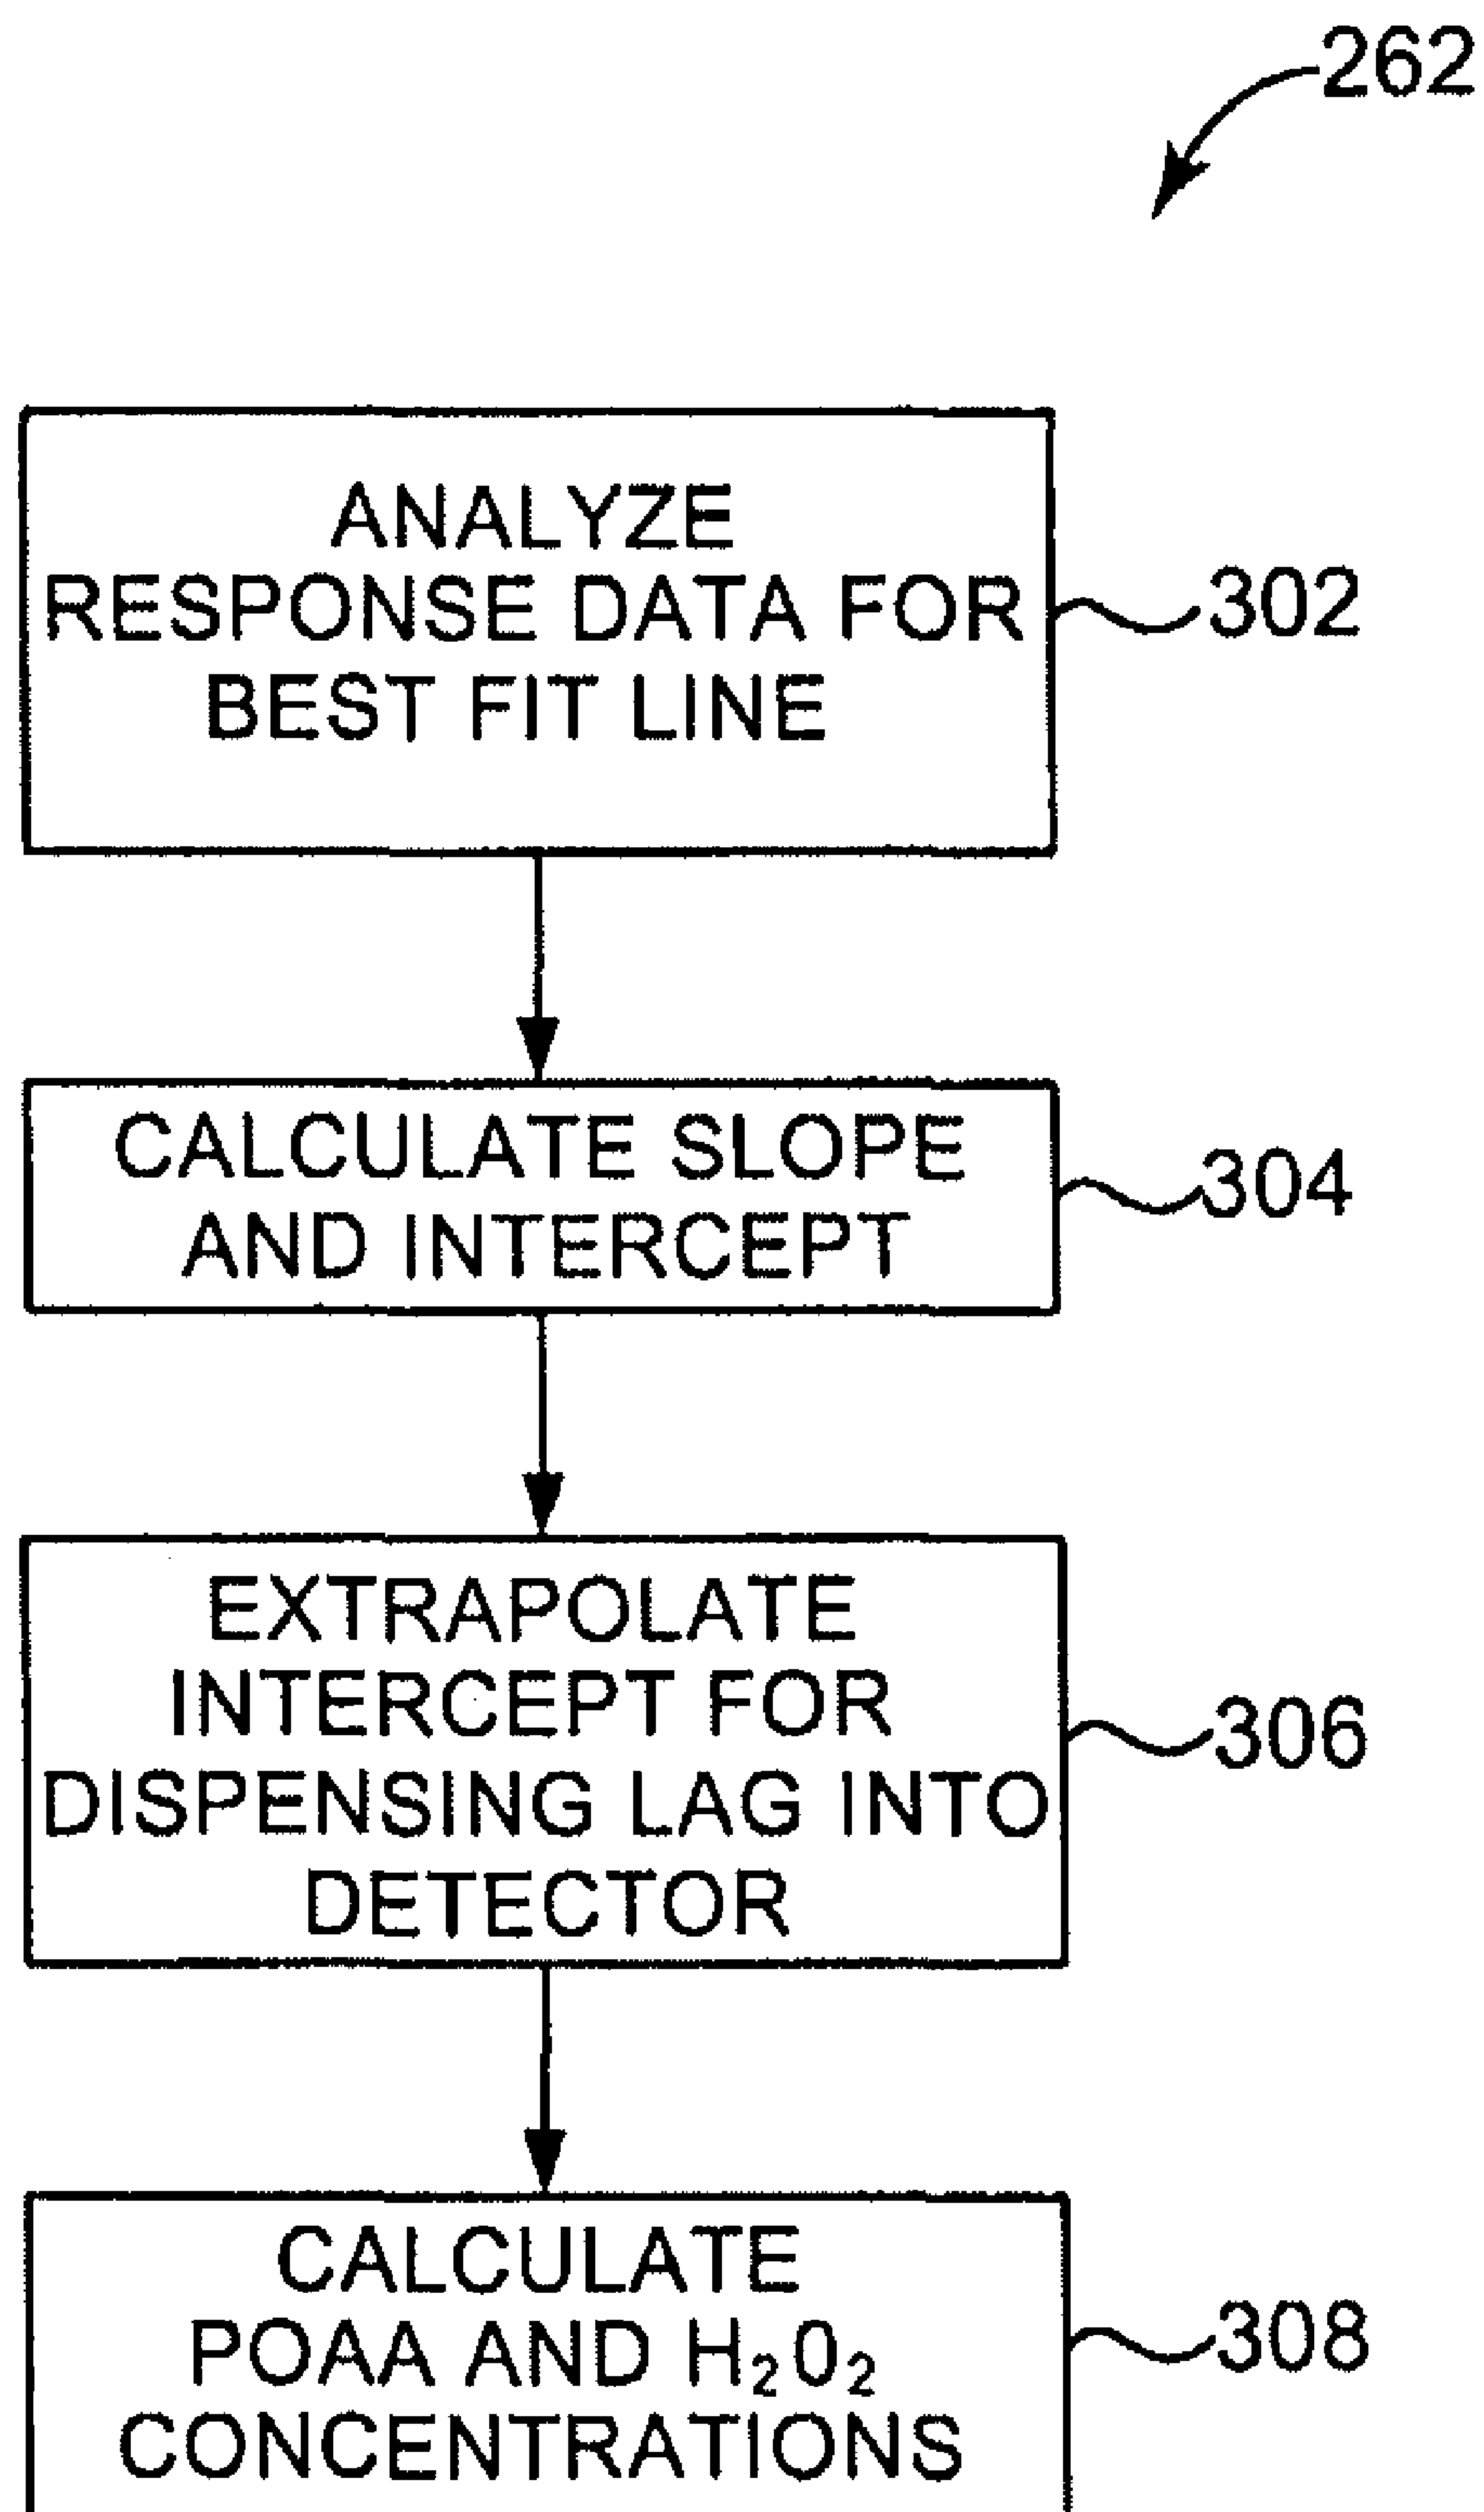 262
ANALYZE
RESPONSE DATA FOR
BEST FIT LINE
302
CALCULATE SLOPE
AND INTERCEPT
304
EXTRAPOLATE
INTERCEPT FOR
DISPENSING LAG INTO
DETECTOR
306
CALCULATE
POAA AND H₂O₂
CONCENTRATIONS
308